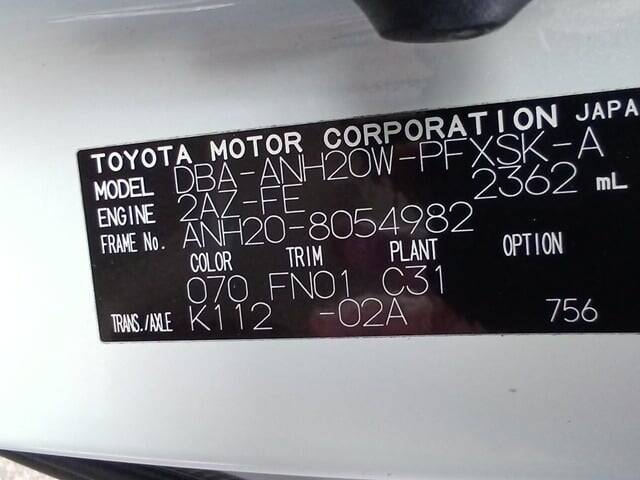 TOYOTA MOTOR CORPORATION JAPA
MODEL DBA-ANH20W-PFXSK-A
ENGINE 2AZ-FE 2362 mL
FRAME No. ANH20-8054982
COLOR TRIM PLANT OPTION
070 FN01 C31
TRANS./AXLE K112 -02A 756